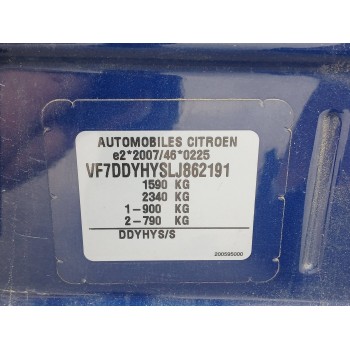 AUTOMOBILES CITROEN
e2*2007/46*0225
VF7DDYHYSLJ862191
1590 KG
2340 KG
1-900 KG
2-790 KG
DDYHYS/S
200595000